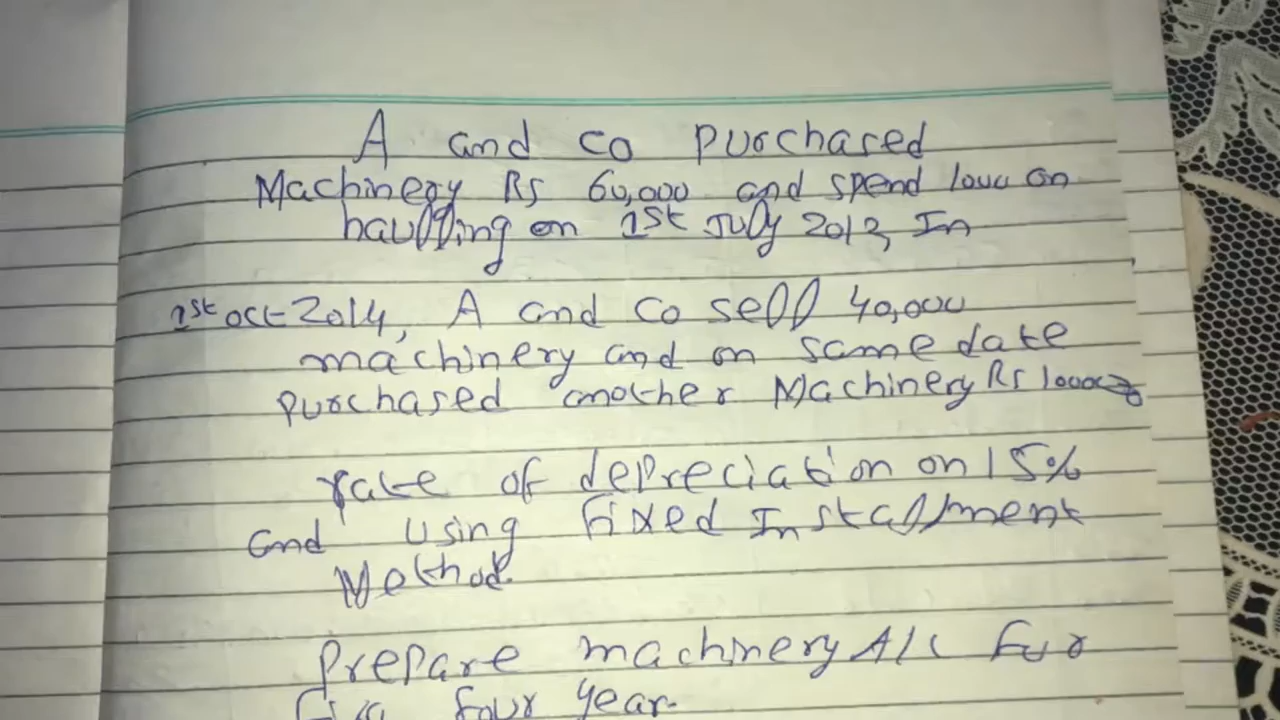 A and co purchased
Machinery Rs 60,000 and spend 1000 on
haulling on 1st July 2013, In
1st oct 2014, A and Co sell 40,000
machinery and on same date
purchased another Machinery Rs 10000
rate of depreciation on 15%
and using fixed Installment
Method.
Prepare machinery A/c For
four year.